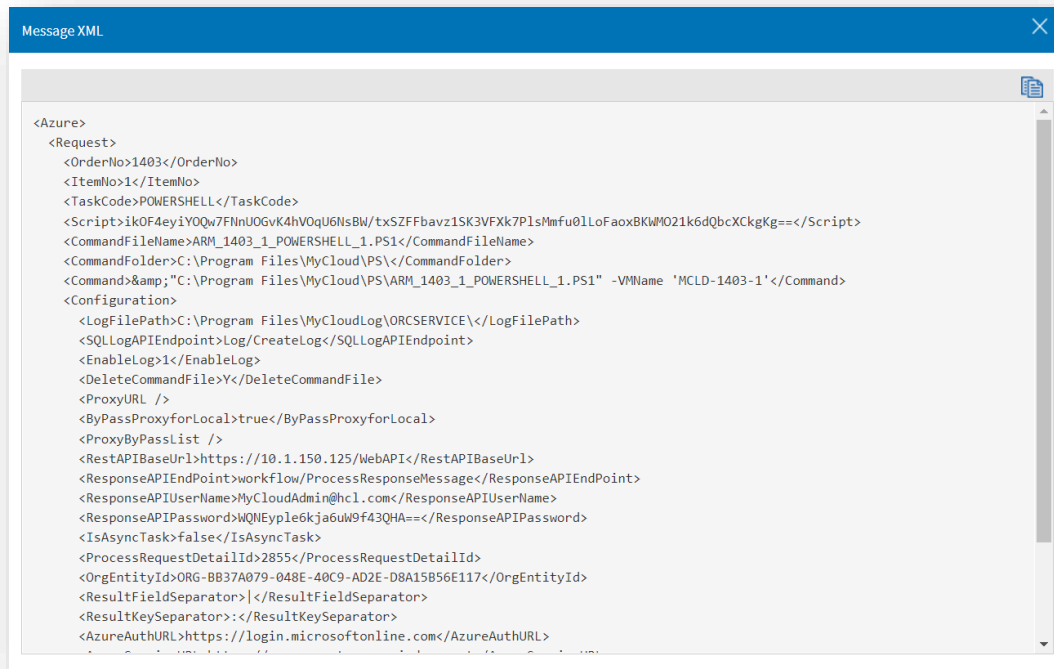 Message XML
<Azure>
<Request>
<OrderNo>1403</OrderNo>
<ItemNo>1</ItemNo>
<TaskCode>POWERSHELL</TaskCode>
<Script>ikOF4eyiYOQw7FNnUOGvK4hVOqU6NsBW/txSZFFbavz1SK3VFXk7PlsMmfu0lLoFaoxBKWMO21k6dQbcXCkgKg==</Script>
<CommandFileName>ARM_1403_1_POWERSHELL_1.PS1</CommandFileName>
<CommandFolder>C:\Program Files\MyCloud\PS\</CommandFolder>
<Command>&amp;"C:\Program Files\MyCloud\PS\ARM_1403_1_POWERSHELL_1.PS1" -VMName 'MCLD-1403-1'</Command>
<Configuration>
<LogFilePath>C:\Program Files\MyCloudLog\ORCSERVICE\</LogFilePath>
<SQLLogAPIEndpoint>Log/CreateLog</SQLLogAPIEndpoint>
<EnableLog>1</EnableLog>
<DeleteCommandFile>Y</DeleteCommandFile>
<ProxyURL />
<ByPassProxyforLocal>true</ByPassProxyforLocal>
<ProxyByPassList />
<RestAPIBaseUrl>https://10.1.150.125/WebAPI</RestAPIBaseUrl>
<ResponseAPIEndPoint>workflow/ProcessResponseMessage</ResponseAPIEndPoint>
<ResponseAPIUserName>MyCloudAdmin@hcl.com</ResponseAPIUserName>
<ResponseAPIPassword>WQNEyple6kja6uW9f43QHA==</ResponseAPIPassword>
<IsAsyncTask>false</IsAsyncTask>
<ProcessRequestDetailId>2855</ProcessRequestDetailId>
<OrgEntityId>ORG-BB37A079-048E-40C9-AD2E-D8A15B56E117</OrgEntityId>
<ResultFieldSeparator>|</ResultFieldSeparator>
<ResultKeySeparator>:</ResultKeySeparator>
<AzureAuthURL>https://login.microsoftonline.com</AzureAuthURL>